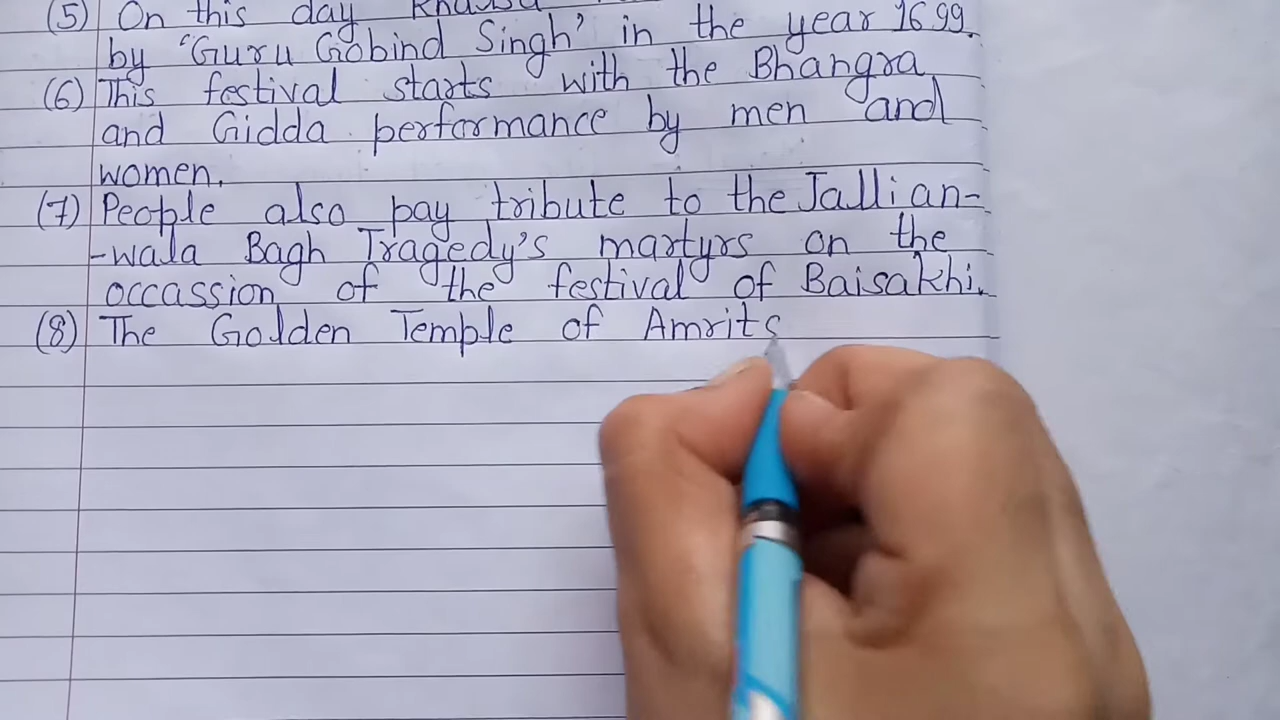 (5) On this day
by 'Guru Gobind Singh' in the year 1699.
(6) This festival starts with the Bhangra
and Gidda performance by men and
women.
(7) People also pay tribute to the Jallian-
-wala Bagh Tragedy's martyrs on the
occassion of the festival of Baisakhi.
(8) The Golden Temple of Amrits